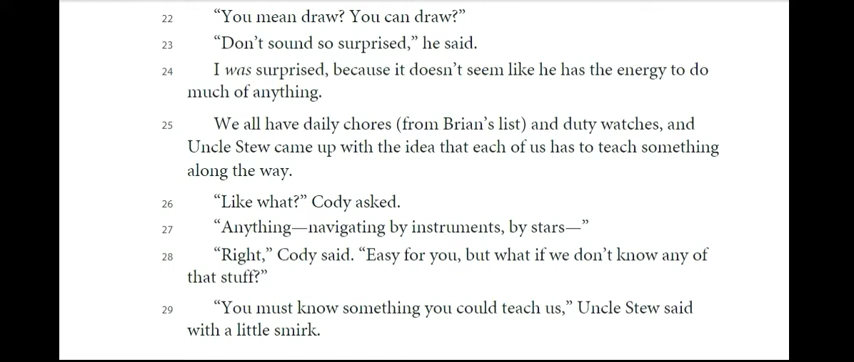 22 “You mean draw? You can draw?”
23 “Don’t sound so surprised,” he said.
24 I was surprised, because it doesn’t seem like he has the energy to do
much of anything.
25 We all have daily chores (from Brian’s list) and duty watches, and
Uncle Stew came up with the idea that each of us has to teach something
along the way.
26 “Like what?” Cody asked.
27 “Anything—navigating by instruments, by stars—”
28 “Right,” Cody said. “Easy for you, but what if we don’t know any of
that stuff?”
29 “You must know something you could teach us,” Uncle Stew said
with a little smirk.